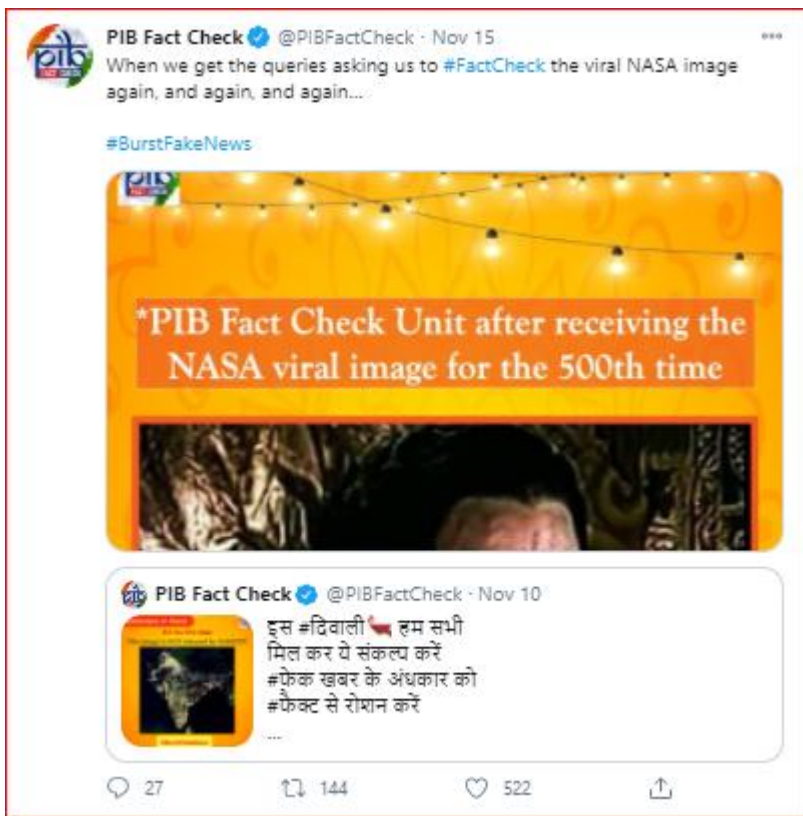 PIB Fact Check @PIBFactCheck · Nov 15
When we get the queries asking us to #FactCheck the viral NASA image
again, and again, and again...
#BurstFakeNews
pib
FACT CHECK
*PIB Fact Check Unit after receiving the
NASA viral image for the 500th time
PIB Fact Check @PIBFactCheck · Nov 10
इस #दिवाली हम सभी
मिल कर ये संकल्प करें
#फेक खबर के अंधकार को
#फैक्ट से रोशन करें
...
27 144 522